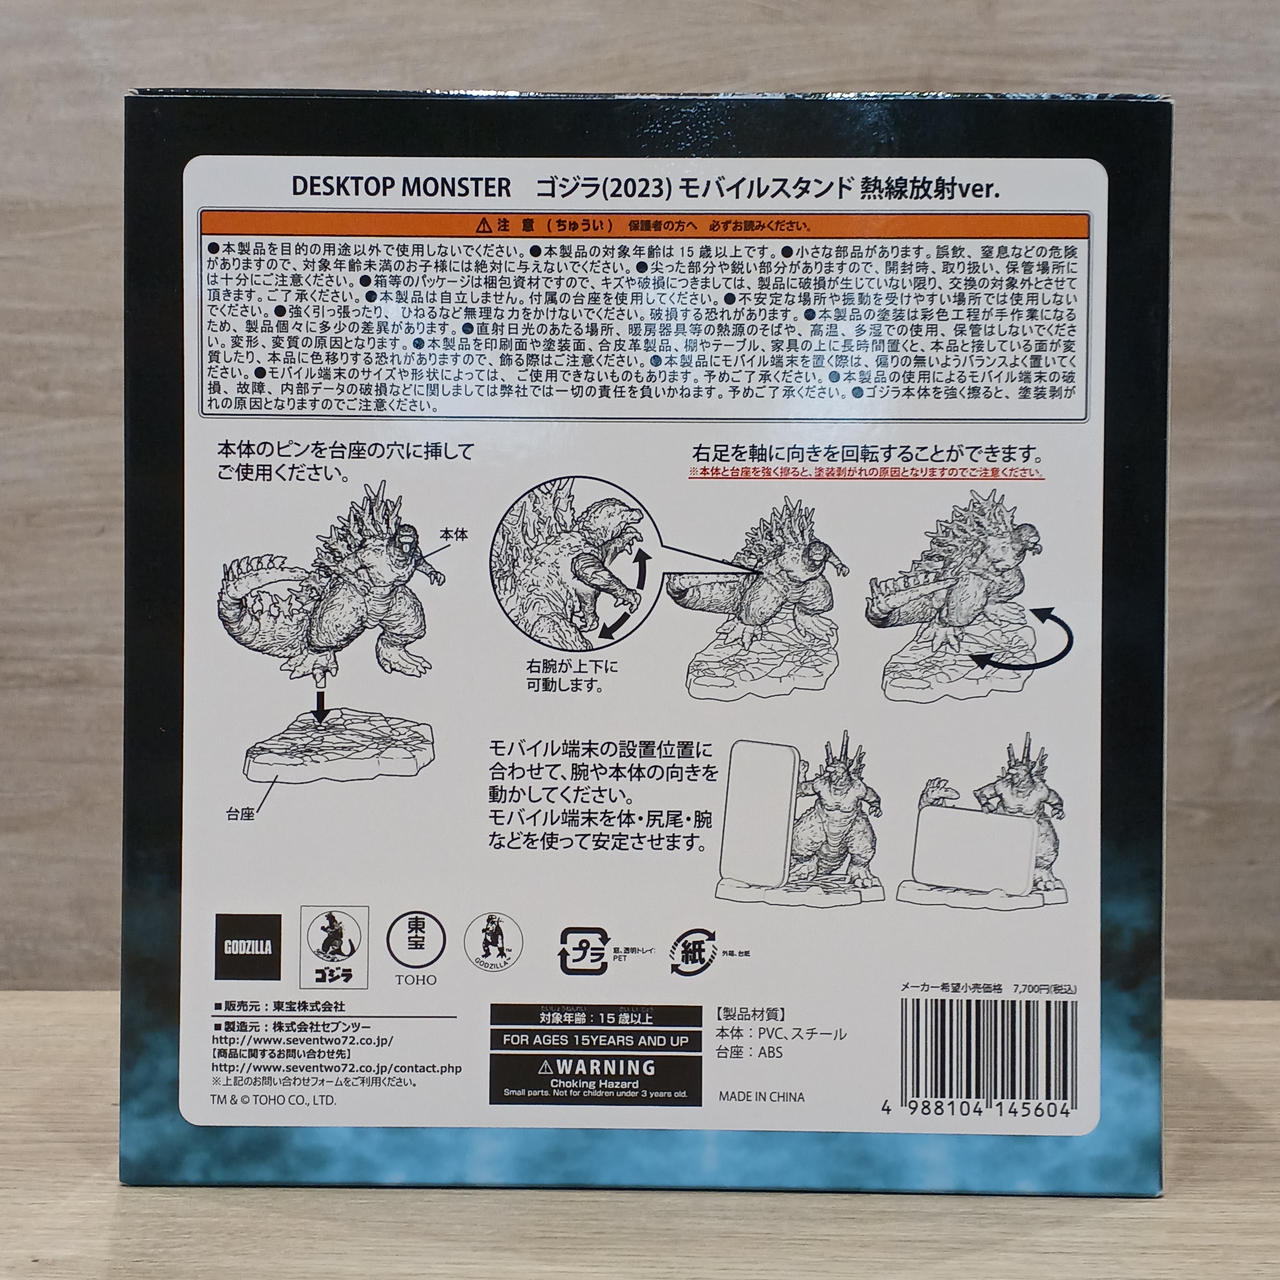 DESKTOP MONSTER ゴジラ(2023) モバイルスタンド 熱線放射ver.
⚠注 意 (ちゅうい) 保護者の方へ 必ずお読みください。
●本製品を目的の用途以外で使用しないでください。●本製品の対象年齢は15歳以上です。●小さな部品があります。誤飲、窒息などの危険
がありますので、対象年齢未満のお子様には絶対に与えないでください。●尖った部分や鋭い部分がありますので、開封時、取り扱い、保管場所に
は十分にご注意ください。●箱等のパッケージは梱包資材ですので、キズや破損につきましては、製品に破損が生じていない限り、交換の対象外とさせて
頂きます。ご了承ください。●本製品は自立しません。付属の台座を使用してください。●不安定な場所や振動を受けやすい場所では使用しない
でください。●強く引っ張ったり、ひねるなど無理な力をかけないでください。破損する恐れがあります。●本製品の塗装は彩色工程が手作業になる
ため、製品個々に多少の差異があります。●直射日光のあたる場所、暖房器具等の熱源のそばや、高温、多湿での使用、保管はしないでくださ
い。変形、変質の原因となります。●本製品を印刷面や塗装面、合皮革製品、棚やテーブル、家具の上に長時間置くと、本品と接している面が変
質したり、本品に色移りする恐れがありますので、飾る際はご注意ください。●本製品にモバイル端末を置く際は、偏りの無いようバランスよく置いてく
ださい。●モバイル端末のサイズや形状によっては、ご使用できないものもあります。予めご了承ください。●本製品の使用によるモバイル端末の破
損、故障、内部データの破損などに関しましては弊社では一切の責任を負いかねます。予めご了承ください。●ゴジラ本体を強く擦ると、塗装剥が
れの原因となりますのでご注意ください。
本体のピンを台座の穴に挿して
ご使用ください。
右足を軸に向きを回転することができます。
※本体と台座を強く擦ると、塗装剥がれの原因となりますのでご注意ください。
本体
右腕が上下に
可動します。
台座
モバイル端末の設置位置に
合わせて、腕や本体の向きを
動かしてください。
モバイル端末を体・尻尾・腕
などを使って安定させます。
GODZILLA
ゴジラ
東宝
TOHO
GODZILLA™
プラ
窓、透明トレイ:
PET
紙
外箱、台紙
■販売元：東宝株式会社
■製造元：株式会社セブンツー
http://www.seventwo72.co.jp/
【商品に関するお問い合わせ先】
http://www.seventwo72.co.jp/contact.php
※上記のお問い合わせフォームをご利用ください。
TM & © TOHO CO., LTD.
対象年齢：15歳以上
FOR AGES 15YEARS AND UP
⚠WARNING
Choking Hazard
Small parts. Not for children under 3 years old.
【製品材質】
本体：PVC、スチール
台座：ABS
MADE IN CHINA
メーカー希望小売価格 7,700円(税込)
4 988104 145604